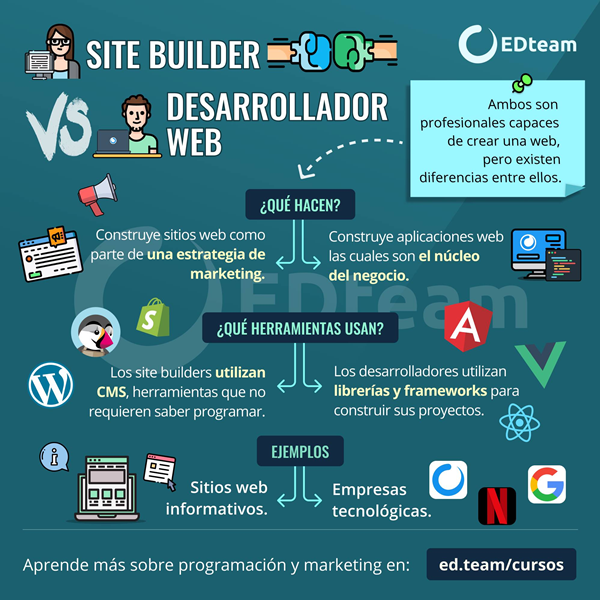 SITE BUILDER
EDteam
VS
DESARROLLADOR
WEB
Ambos son
profesionales capaces
de crear una web,
pero existen
diferencias entre ellos.
¿QUÉ HACEN?
Construye sitios web como
parte de una estrategia de
marketing.
Construye aplicaciones web
las cuales son el núcleo
del negocio.
EDteam
¿QUÉ HERRAMIENTAS USAN?
Los site builders utilizan
CMS, herramientas que no
requieren saber programar.
Los desarrolladores utilizan
librerías y frameworks para
construir sus proyectos.
EJEMPLOS
Sitios web
informativos.
Empresas
tecnológicas.
Aprende más sobre programación y marketing en:
ed.team/cursos